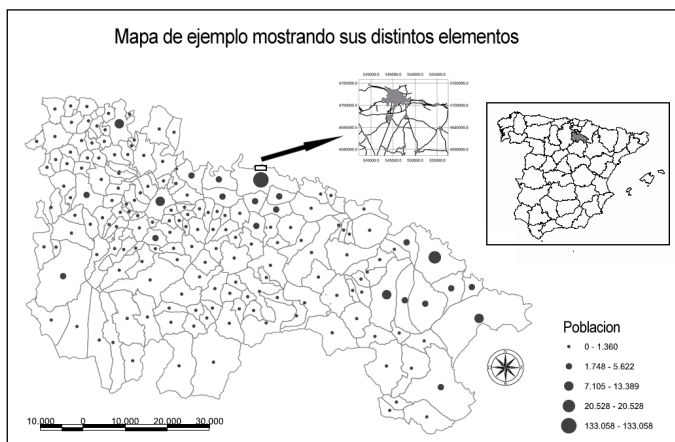 Mapa de ejemplo mostrando sus distintos elementos
Poblacion
0 - 1.360
1.748 - 5.622
7.105 - 13.389
20.528 - 20.528
133.058 - 133.058
10.000 0 10.000 20.000 30.000